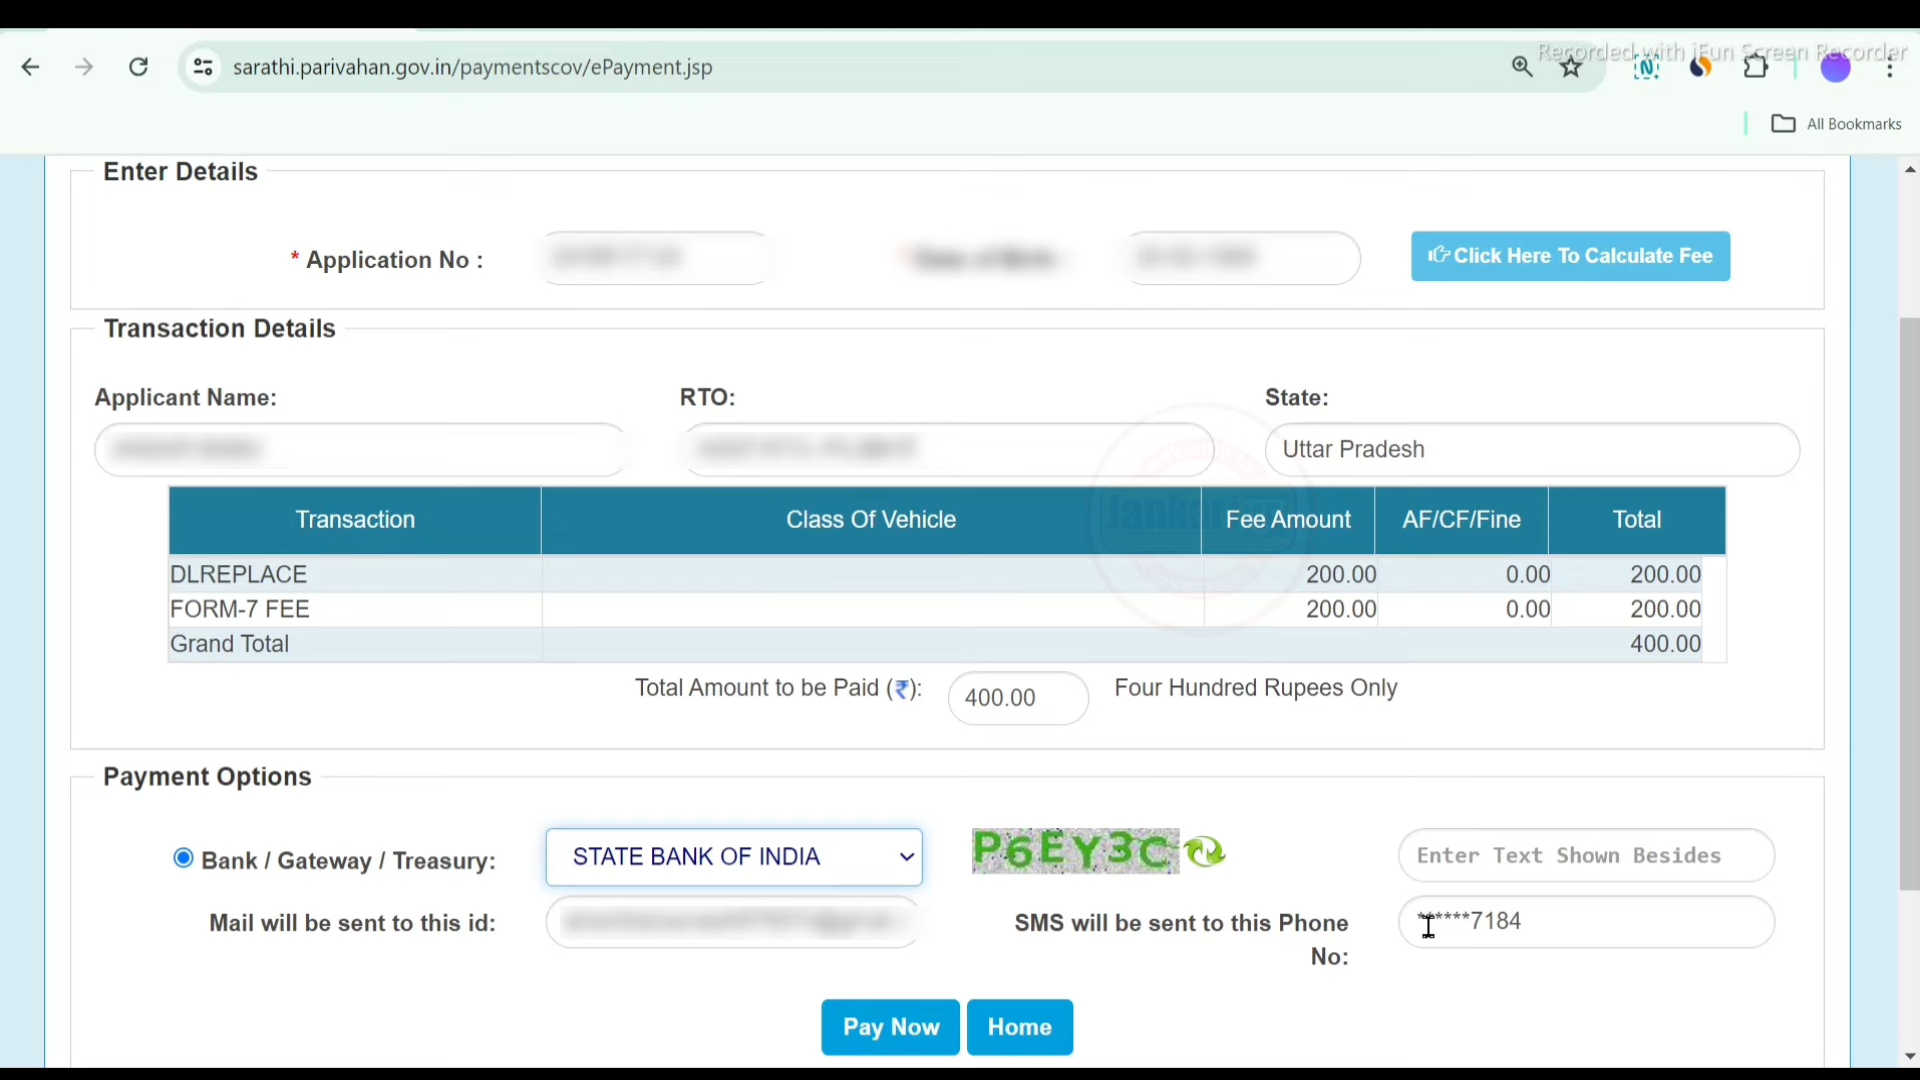 Recorded with iFun Screen Recorder
sarathi.parivahan.gov.in/paymentscov/ePayment.jsp
All Bookmarks
Enter Details
* Application No :
Click Here To Calculate Fee
Transaction Details
Applicant Name: RTO: State:
Uttar Pradesh
Transaction Class Of Vehicle Fee Amount AF/CF/Fine Total
DLREPLACE 200.00 0.00 200.00
FORM-7 FEE 200.00 0.00 200.00
Grand Total 400.00
Total Amount to be Paid (₹): 400.00 Four Hundred Rupees Only
Payment Options
Bank / Gateway / Treasury: STATE BANK OF INDIA P6EY3C Enter Text Shown Besides
Mail will be sent to this id: SMS will be sent to this Phone No: ******7184
Pay Now Home